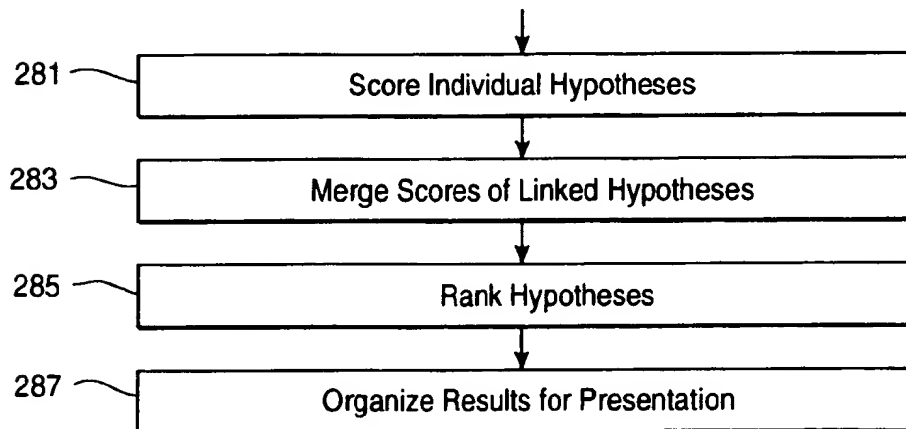 281
Score Individual Hypotheses
283
Merge Scores of Linked Hypotheses
285
Rank Hypotheses
287
Organize Results for Presentation